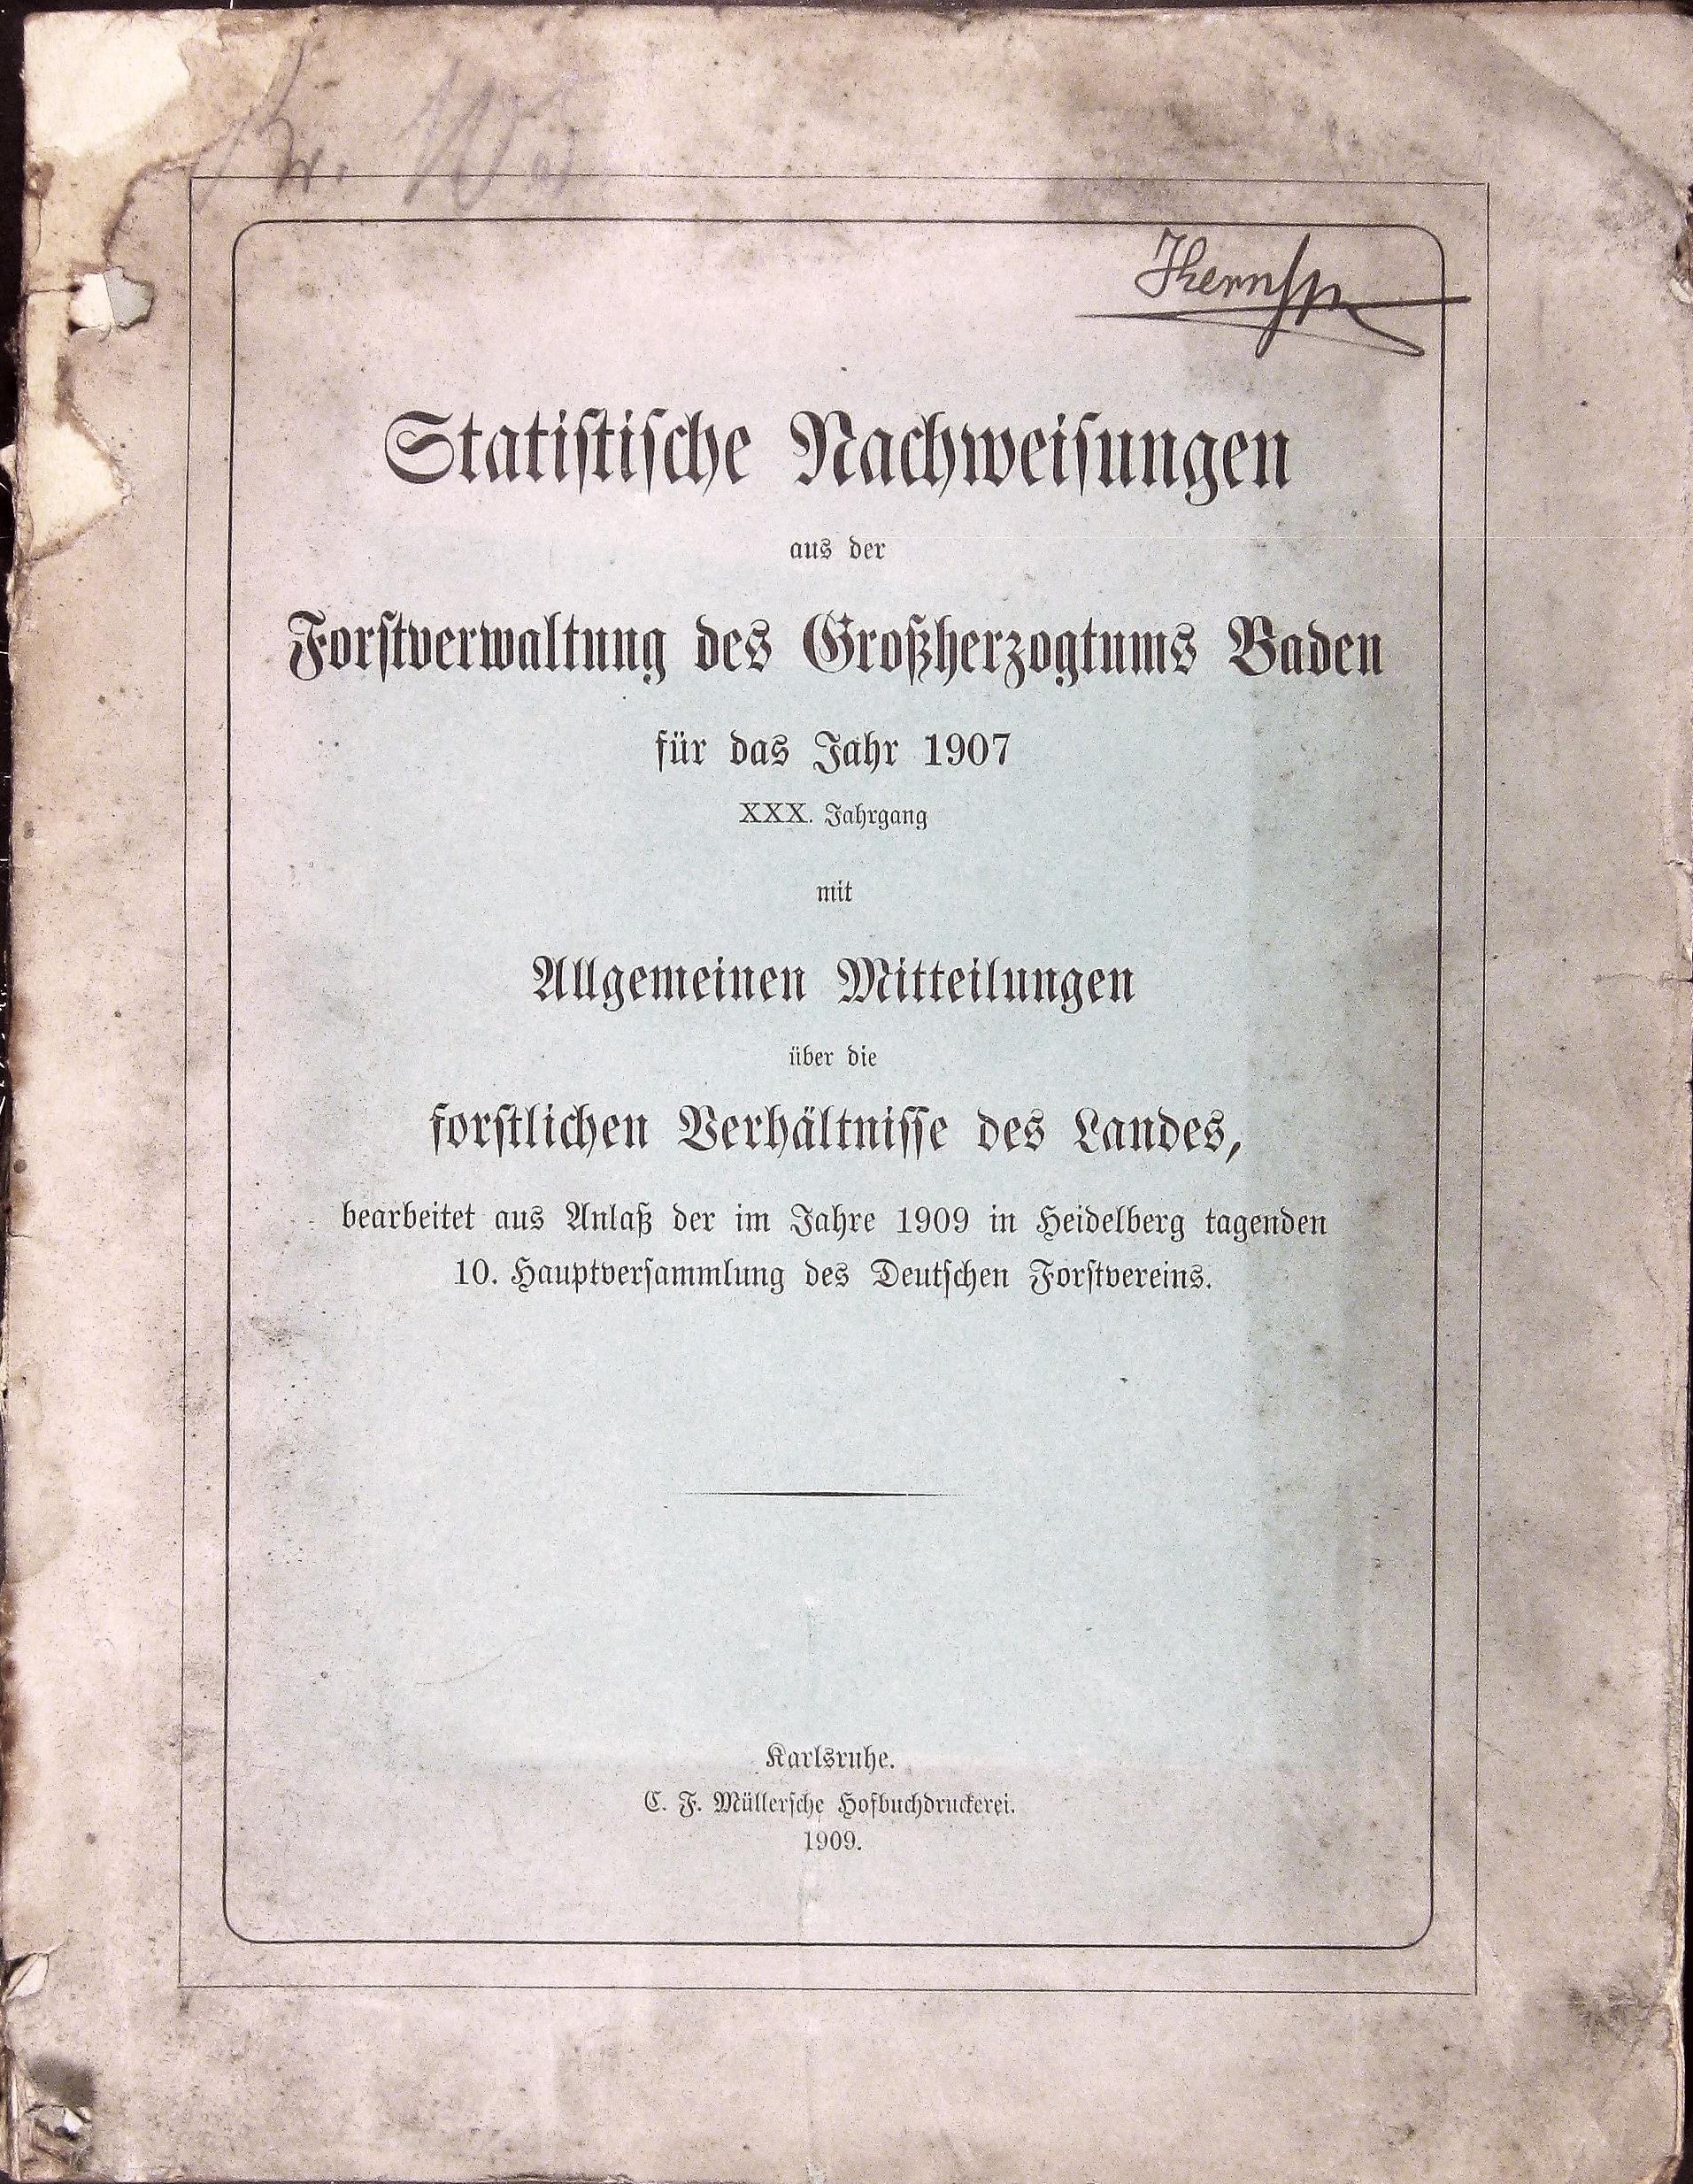 Statistische Nachweisungen
aus der
Forstverwaltung des Großherzogtums Baden
für das Jahr 1907
XXX. Jahrgang
mit
Allgemeinen Mitteilungen
über die
forstlichen Verhältnisse des Landes,
bearbeitet aus Anlaß der im Jahre 1909 in Heidelberg tagenden
10. Hauptversammlung des Deutschen Forstvereins.
Karlsruhe.
C. F. Müllersche Hofbuchdruckerei.
1909.